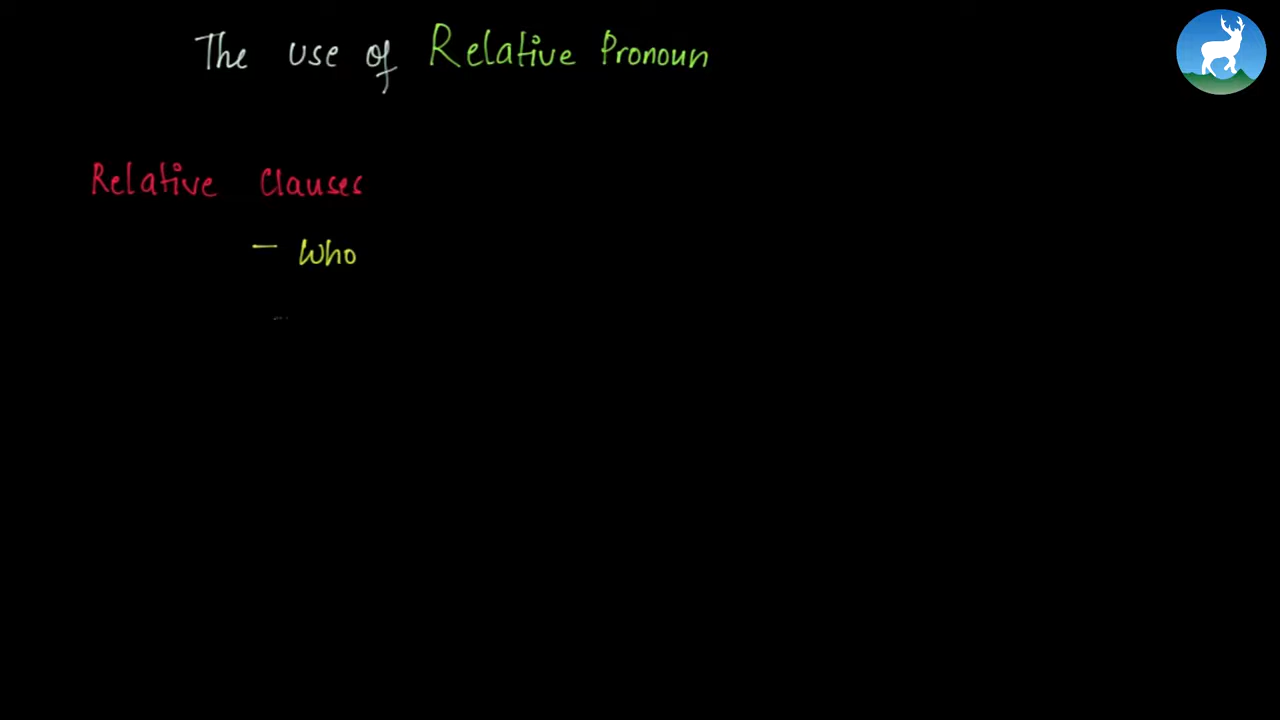 The use of Relative Pronoun
Relative Clauses
- Who